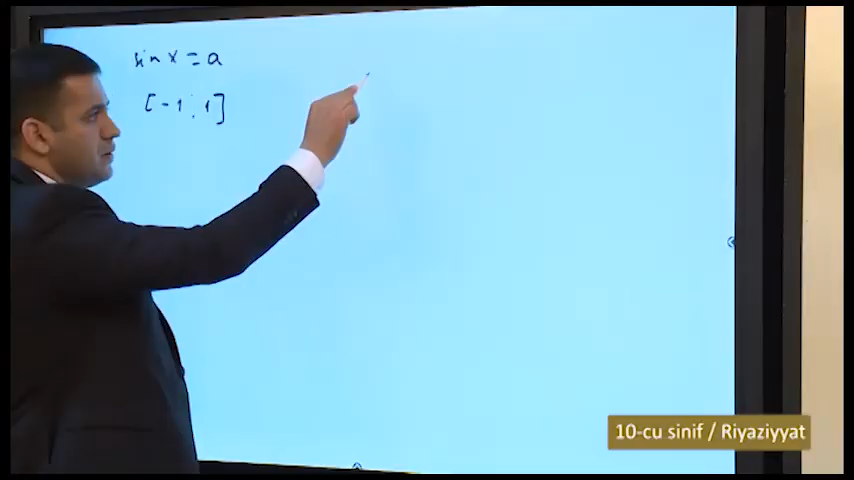 sin x = a
[-1; 1]
10-cu sinif / Riyaziyyat